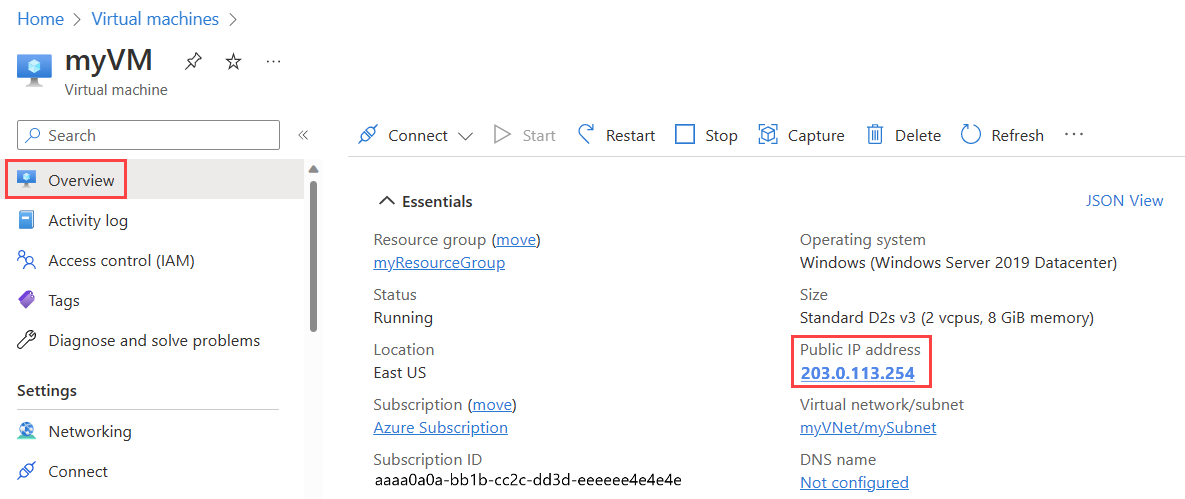 Home > Virtual machines >
myVM
Virtual machine
Search
Overview
Activity log
Access control (IAM)
Tags
Diagnose and solve problems
Settings
Networking
Connect
Connect Start Restart Stop Capture Delete Refresh ...
Essentials
JSON View
Resource group (move)
myResourceGroup
Status
Running
Location
East US
Subscription (move)
Azure Subscription
Subscription ID
aaaa0a0a-bb1b-cc2c-dd3d-eeeeee4e4e4e
Operating system
Windows (Windows Server 2019 Datacenter)
Size
Standard D2s v3 (2 vcpus, 8 GiB memory)
Public IP address
203.0.113.254
Virtual network/subnet
myVNet/mySubnet
DNS name
Not configured